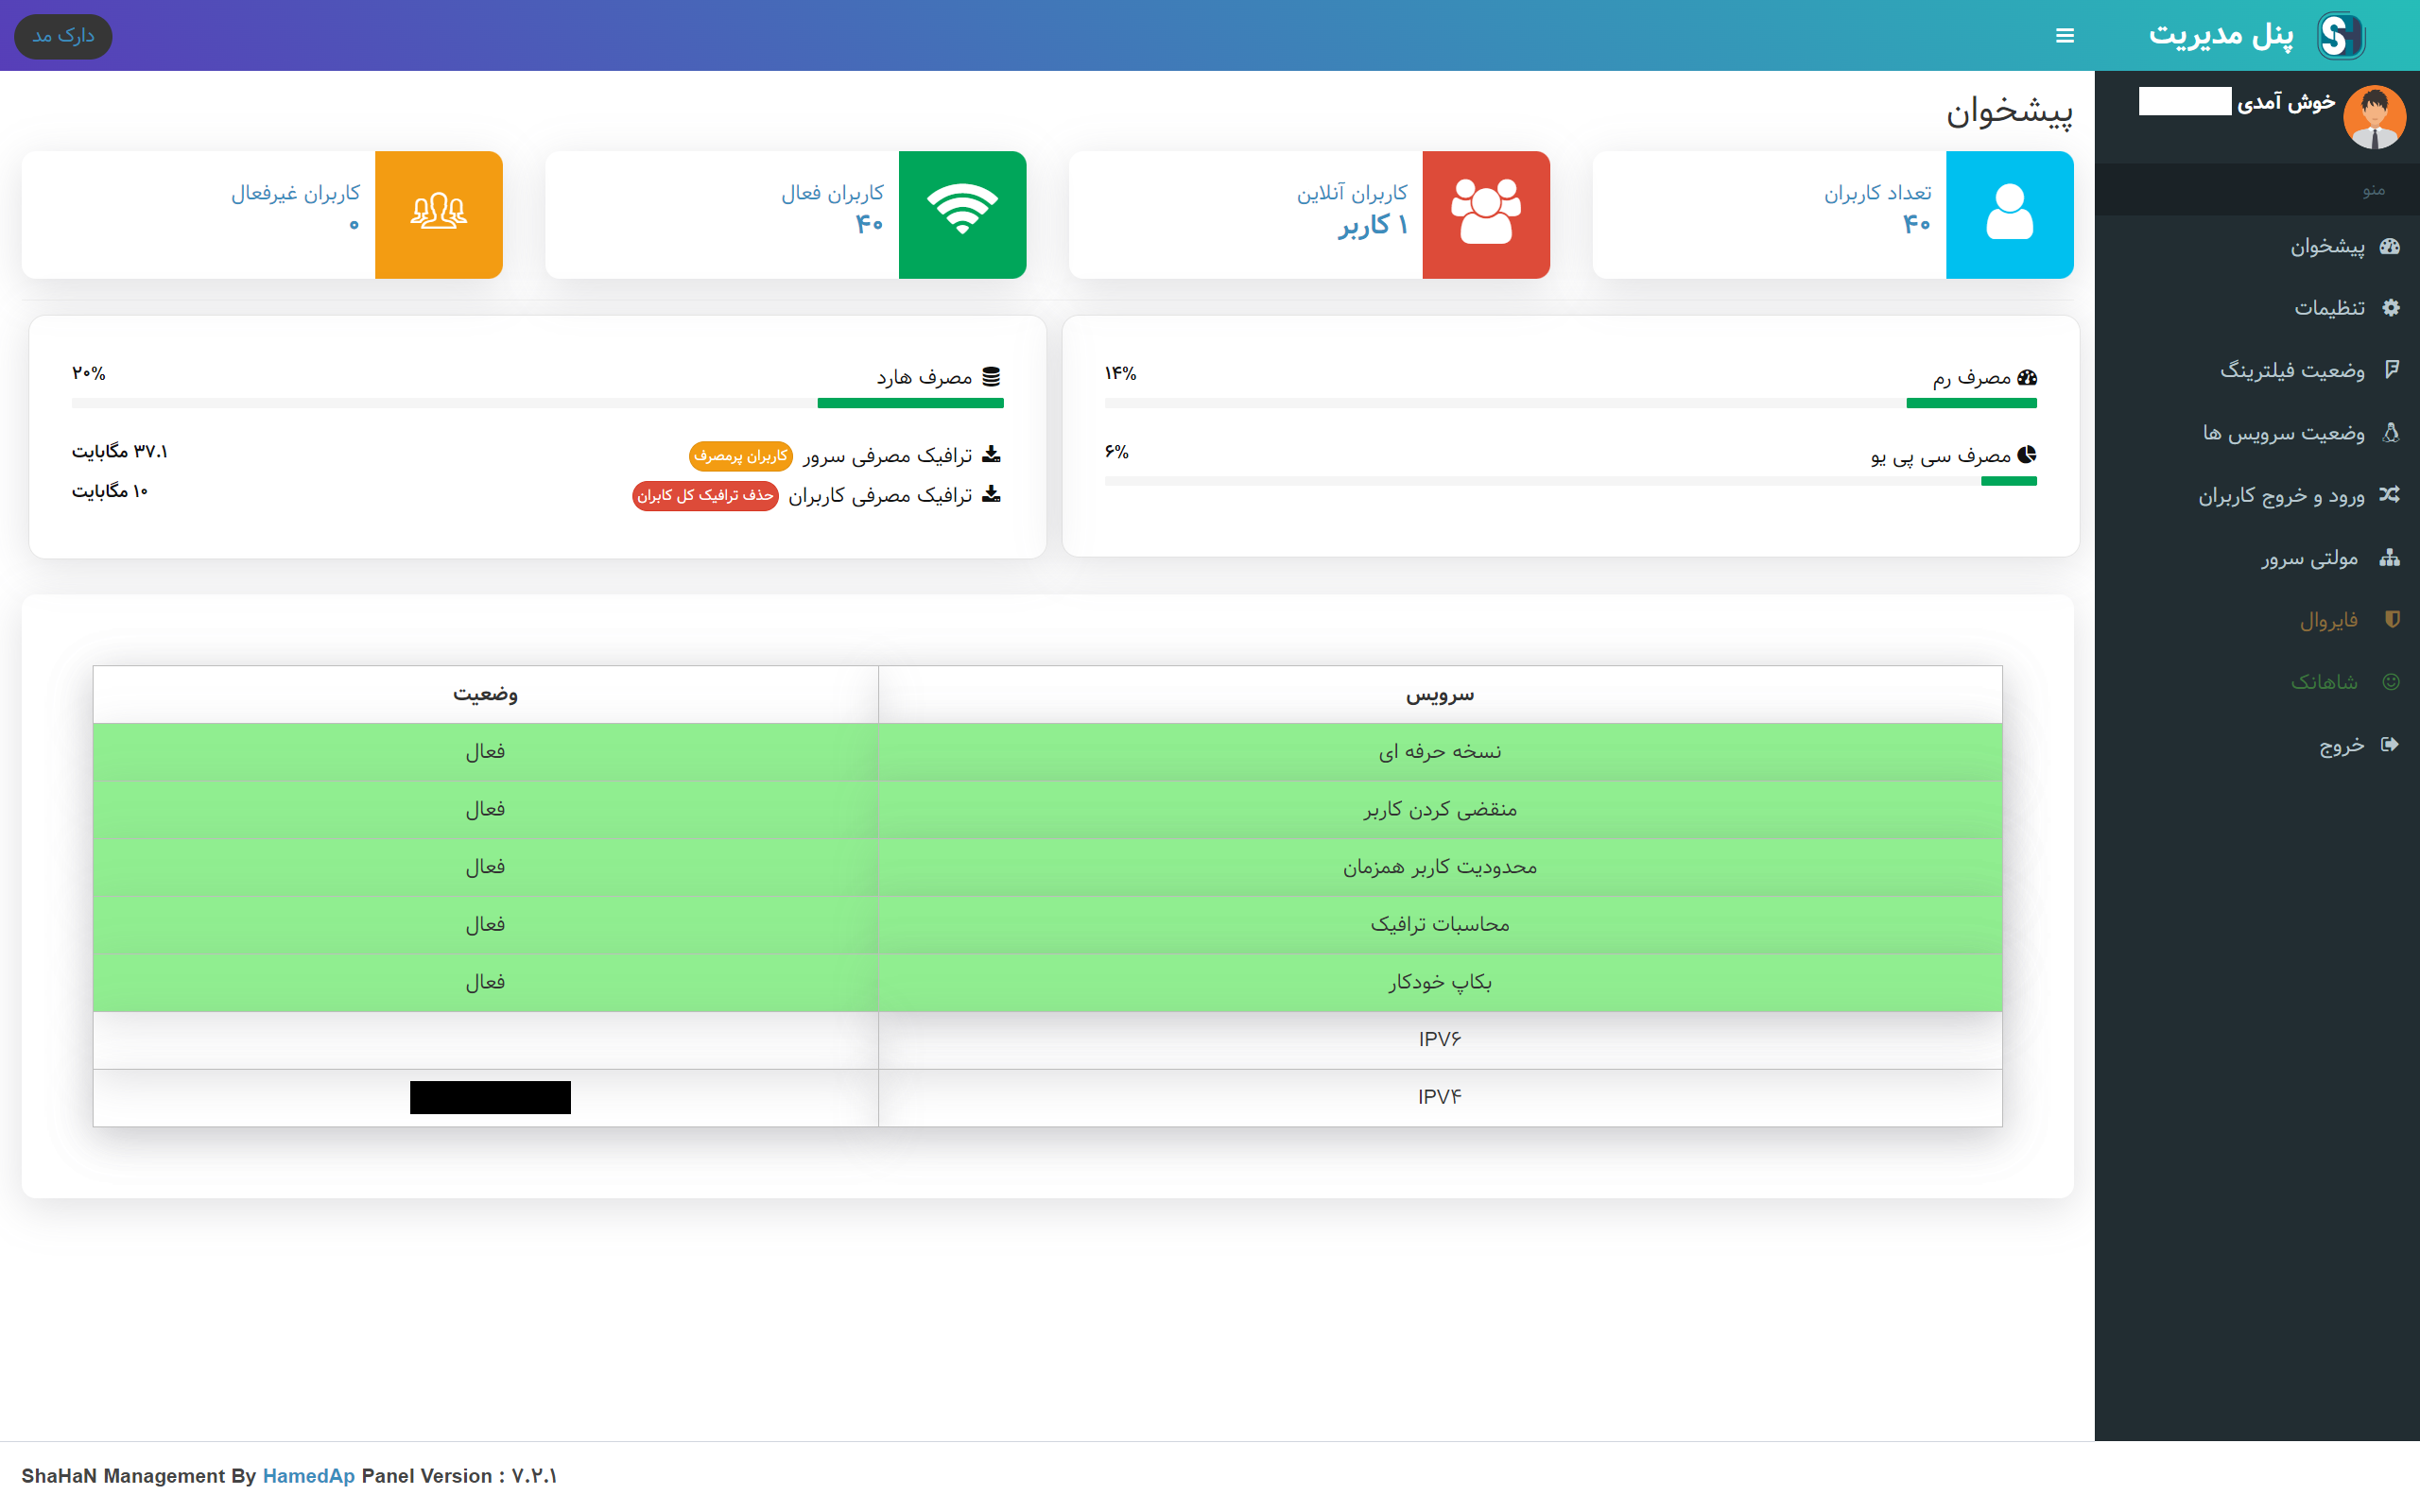 پنل مدیریت
دارک مد
خوش آمدی
منو
پیشخوان
تنظیمات
وضعیت فیلترینگ
وضعیت سرویس ها
ورود و خروج کاربران
مولتی سرور
فایروال
شاهانک
خروج
پیشخوان
تعداد کاربران
۴۰
کاربران آنلاین
۱ کاربر
کاربران فعال
۴۰
کاربران غیرفعال
۰
مصرف رم
۱۴%
مصرف سی پی یو
۶%
مصرف هارد
۲۰%
ترافیک مصرفی سرور کاربران پرمصرف
۳۷.۱ مگابایت
ترافیک مصرفی کاربران حذف ترافیک کل کابران
۱۰ مگابایت
سرویس وضعیت
نسخه حرفه ای فعال
منقضی کردن کاربر فعال
محدودیت کاربر همزمان فعال
محاسبات ترافیک فعال
بکاپ خودکار فعال
IPV۶
IPV۴
ShaHaN Management By HamedAp Panel Version : ۷.۲.۱